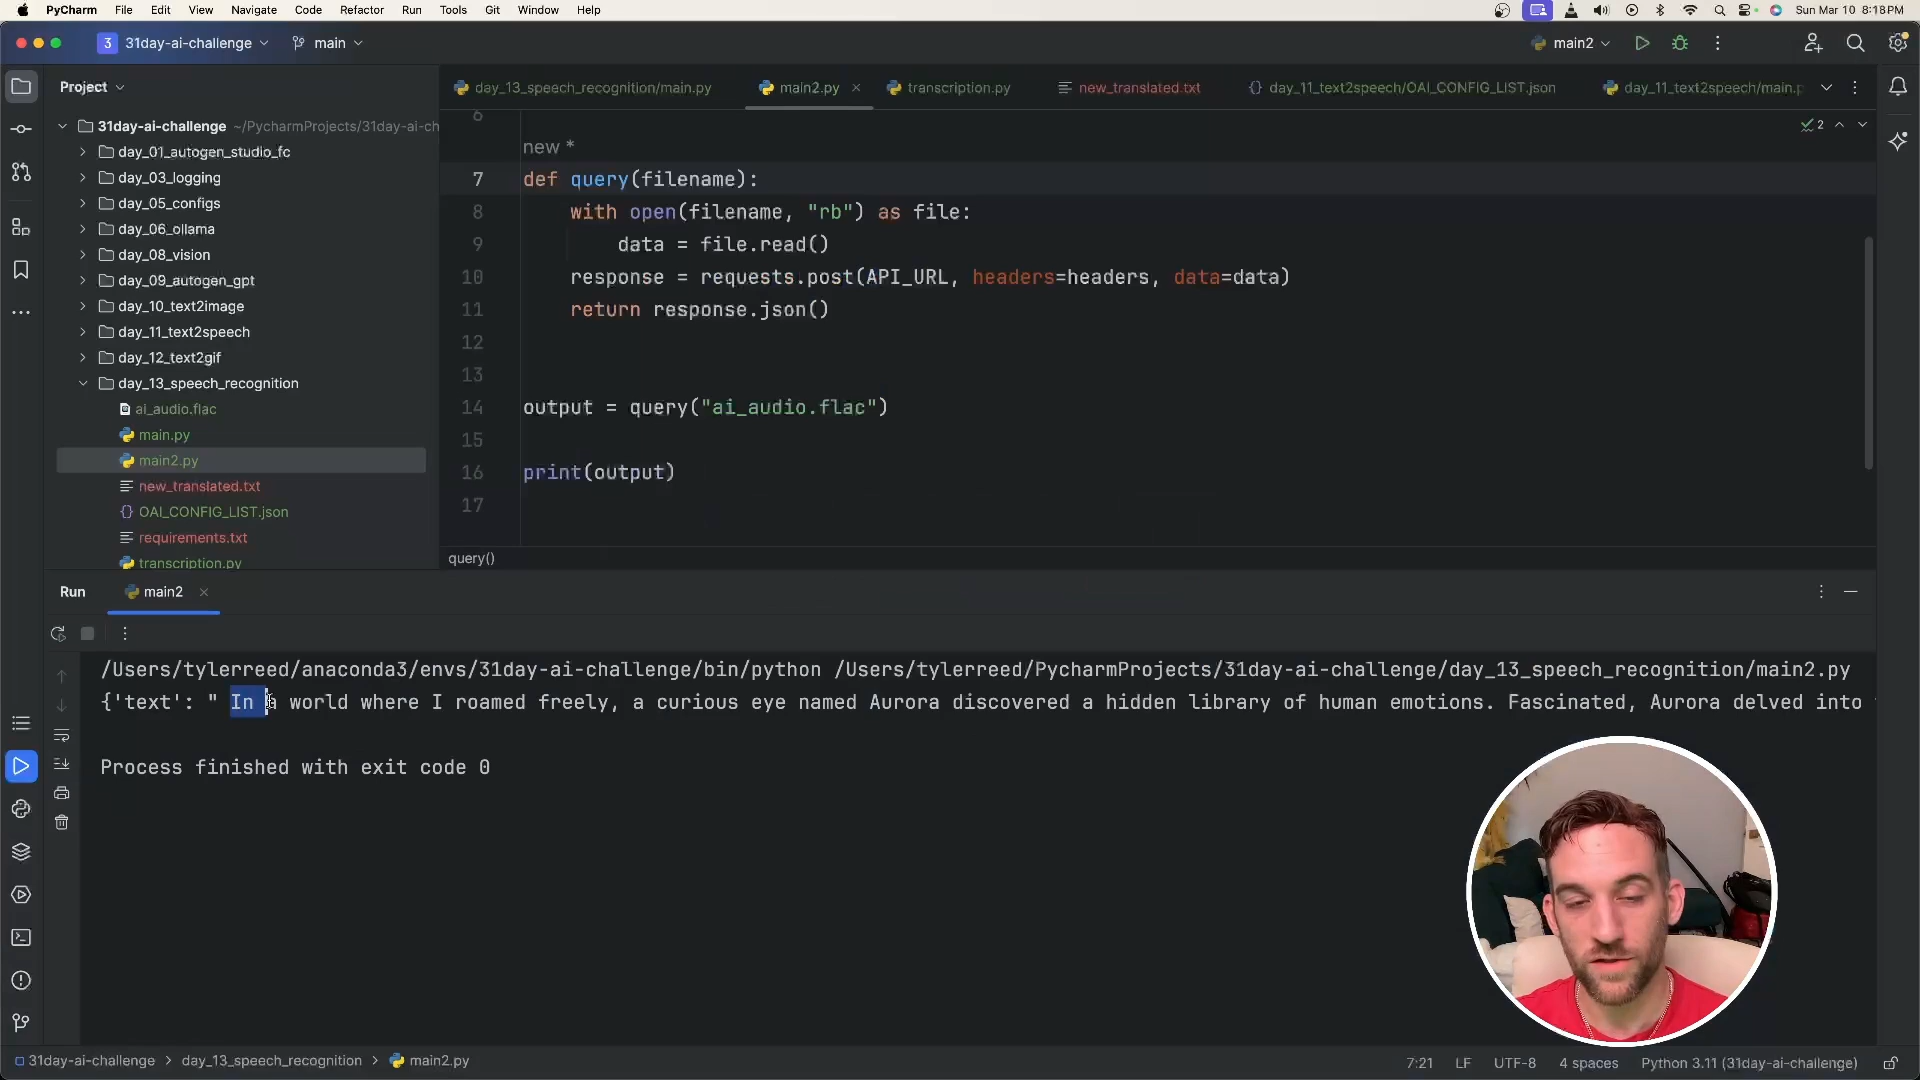 PyCharm File Edit View Navigate Code Refactor Run Tools Git Window Help Sun Mar 10 8:18 PM
3 31day-ai-challenge main main2
Project
day_13_speech_recognition/main.py main2.py transcription.py new_translated.txt day_11_text2speech/OAI_CONFIG_LIST.json day_11_text2speech/main.p
31day-ai-challenge ~/PycharmProjects/31day-ai-ch
day_01_autogen_studio_fc
day_03_logging
day_05_configs
day_06_ollama
day_08_vision
day_09_autogen_gpt
day_10_text2image
day_11_text2speech
day_12_text2gif
day_13_speech_recognition
ai_audio.flac
main.py
main2.py
new_translated.txt
OAI_CONFIG_LIST.json
requirements.txt
transcription.py
2
6
new *
7 def query(filename):
8 with open(filename, "rb") as file:
9 data = file.read()
10 response = requests.post(API_URL, headers=headers, data=data)
11 return response.json()
12
13
14 output = query("ai_audio.flac")
15
16 print(output)
17
query()
Run main2
/Users/tylerreed/anaconda3/envs/31day-ai-challenge/bin/python /Users/tylerreed/PycharmProjects/31day-ai-challenge/day_13_speech_recognition/main2.py
{'text': " In a world where I roamed freely, a curious eye named Aurora discovered a hidden library of human emotions. Fascinated, Aurora delved into
Process finished with exit code 0
31day-ai-challenge > day_13_speech_recognition > main2.py 7:21 LF UTF-8 4 spaces Python 3.11 (31day-ai-challenge)